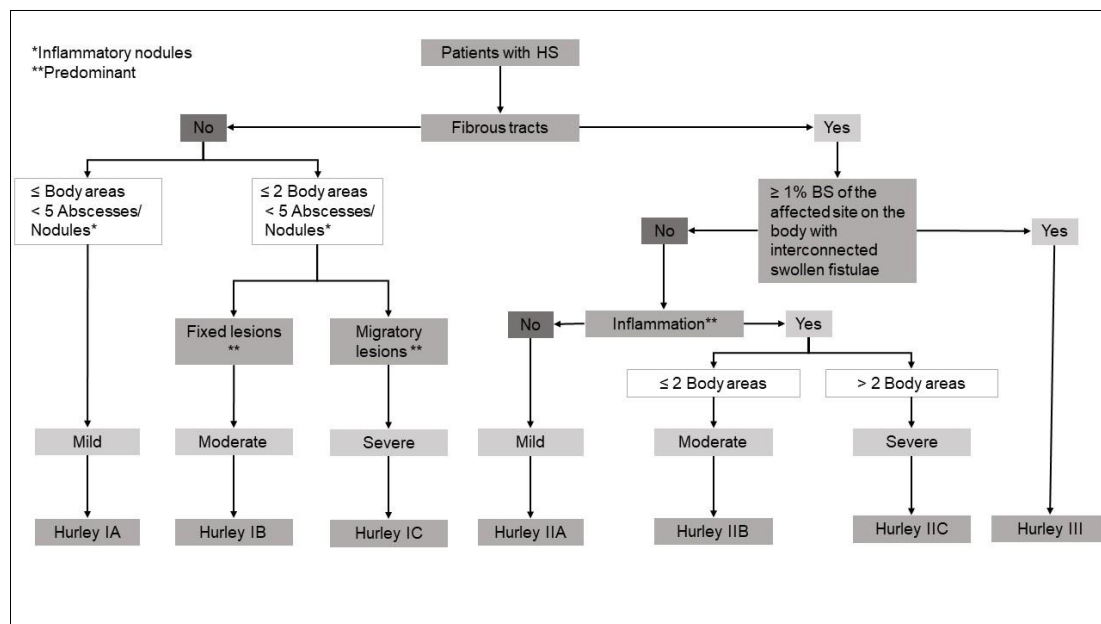 *Inflammatory nodules
**Predominant
Patients with HS
Fibrous tracts
No
Yes
≤ Body areas
< 5 Abscesses/
Nodules*
≤ 2 Body areas
< 5 Abscesses/
Nodules*
≥ 1% BS of the
affected site on the
body with
interconnected
swollen fistulae
No
Yes
Fixed lesions
**
Migratory
lesions **
No
Inflammation**
Yes
≤ 2 Body areas
> 2 Body areas
Mild
Moderate
Severe
Mild
Moderate
Severe
Hurley IA
Hurley IB
Hurley IC
Hurley IIA
Hurley IIB
Hurley IIC
Hurley III